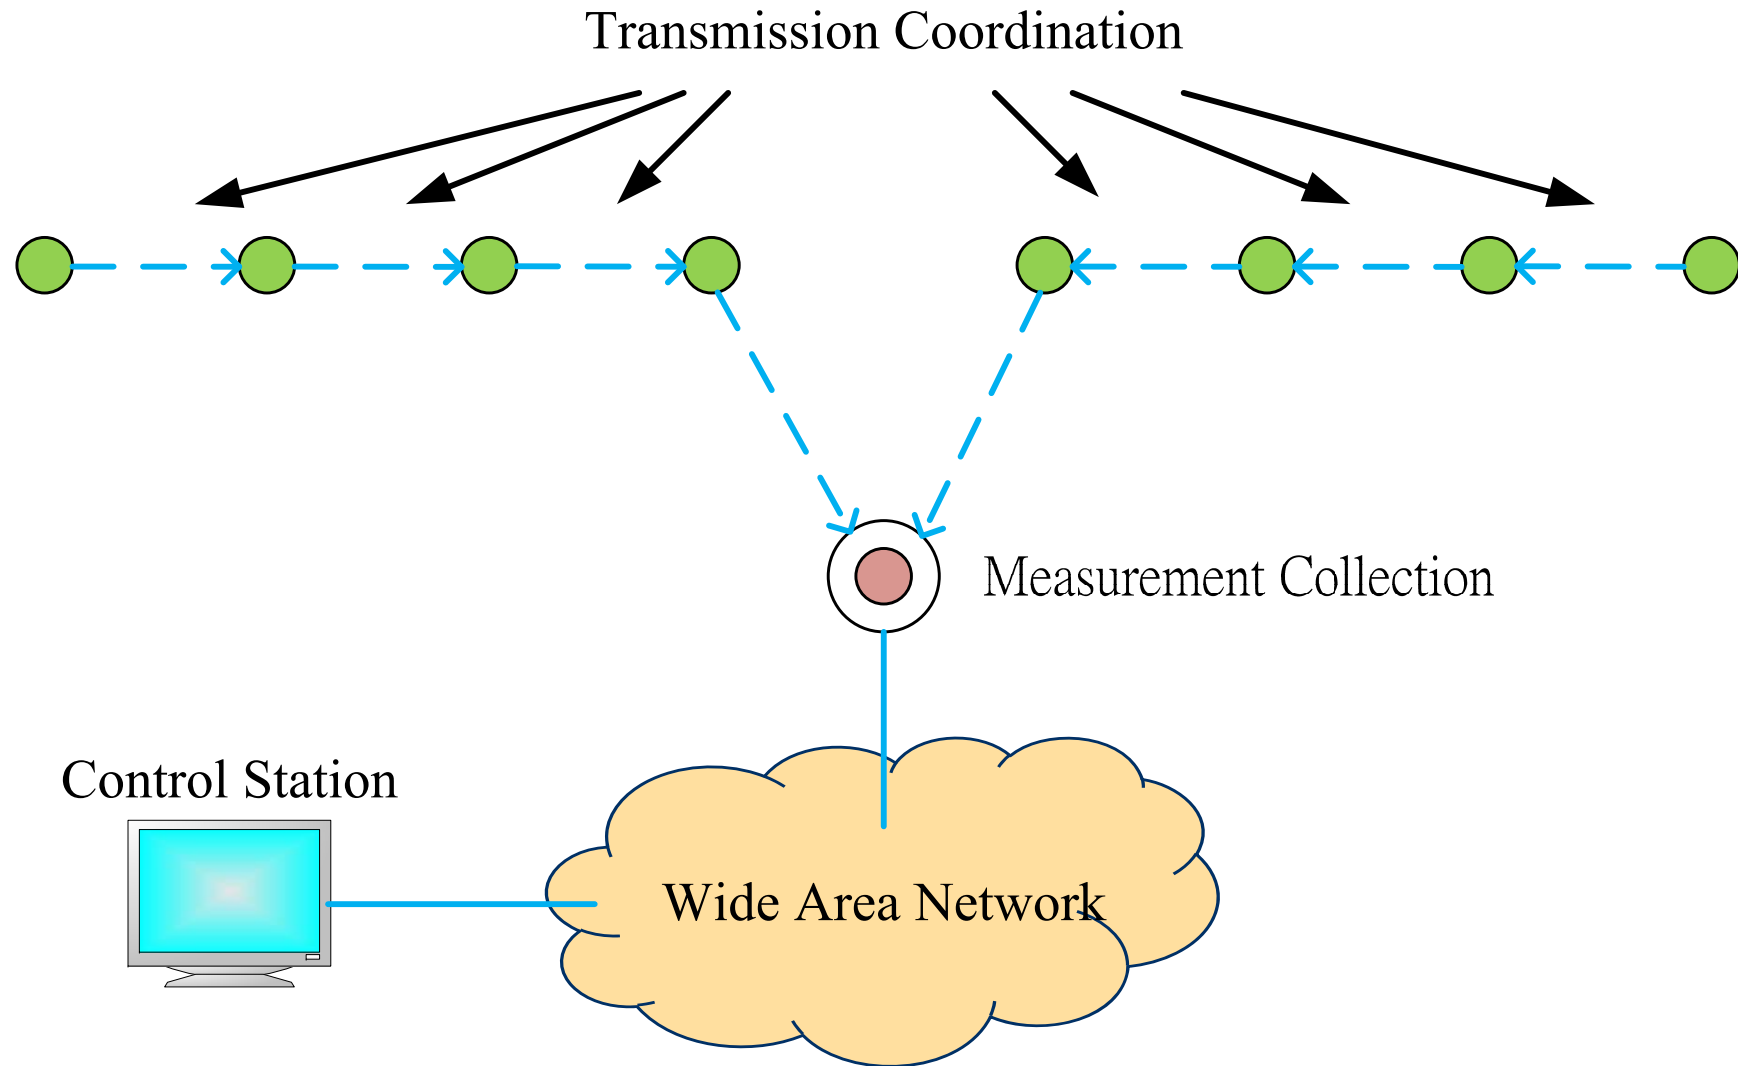 Transmission Coordination
Measurement Collection
Control Station
Wide Area Network